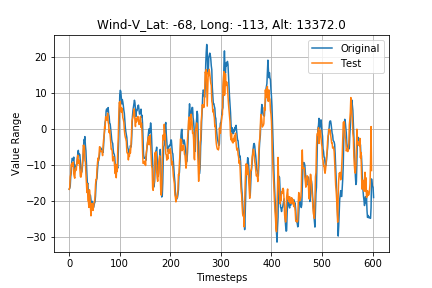 Wind-V_Lat: -68, Long: -113, Alt: 13372.0
Original
Test
Value Range
20
10
0
−10
−20
−30
0 100 200 300 400 500 600
Timesteps